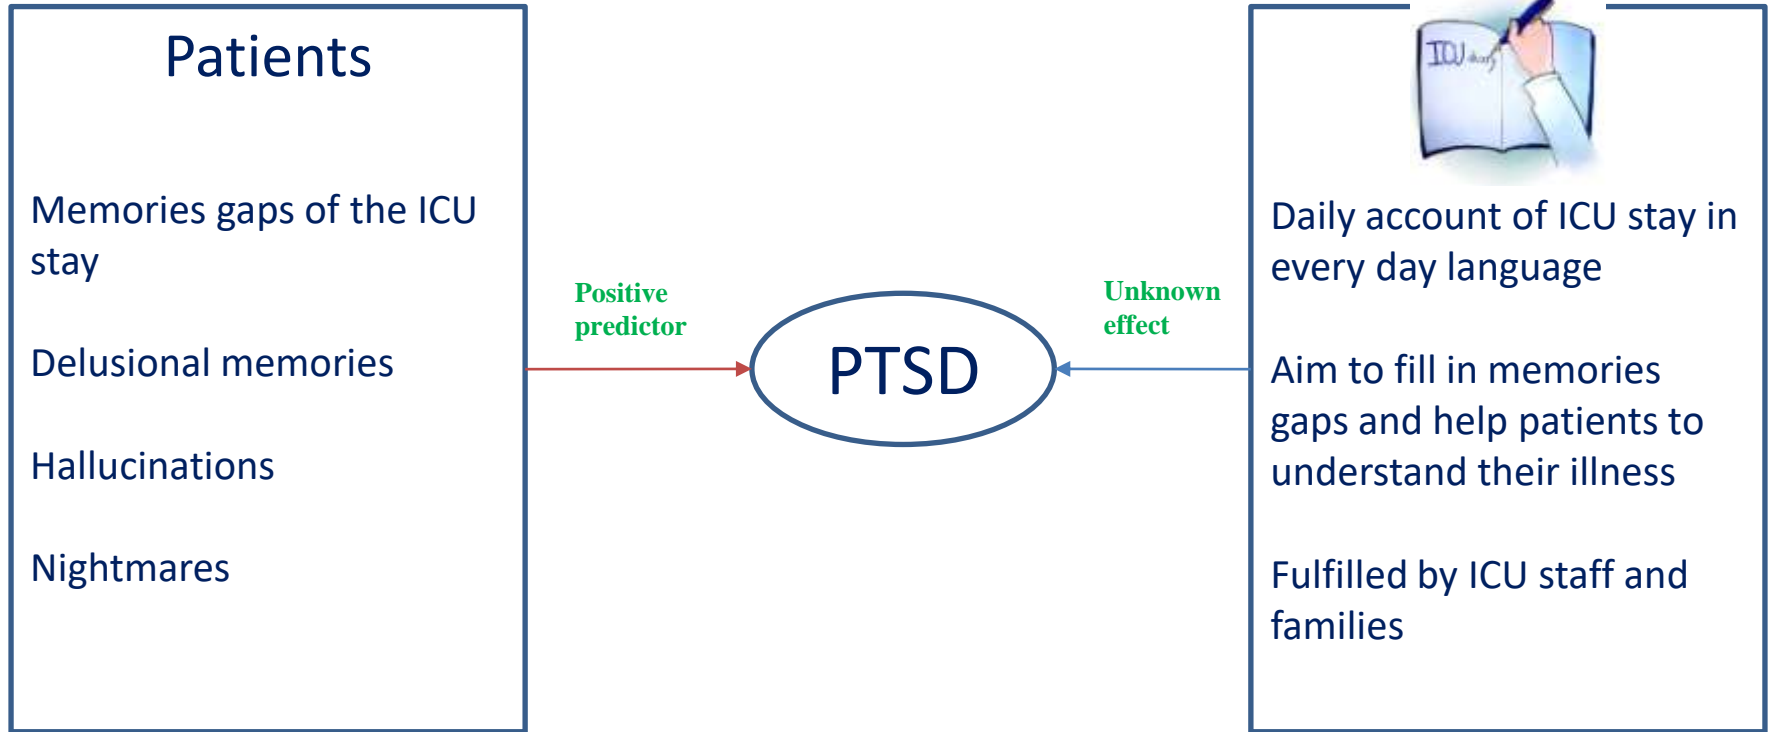 Patients
Memories gaps of the ICU
stay
Delusional memories
Hallucinations
Nightmares
Positive
predictor
PTSD
Unknown
effect
ICU diary
Daily account of ICU stay in
every day language
Aim to fill in memories
gaps and help patients to
understand their illness
Fulfilled by ICU staff and
families